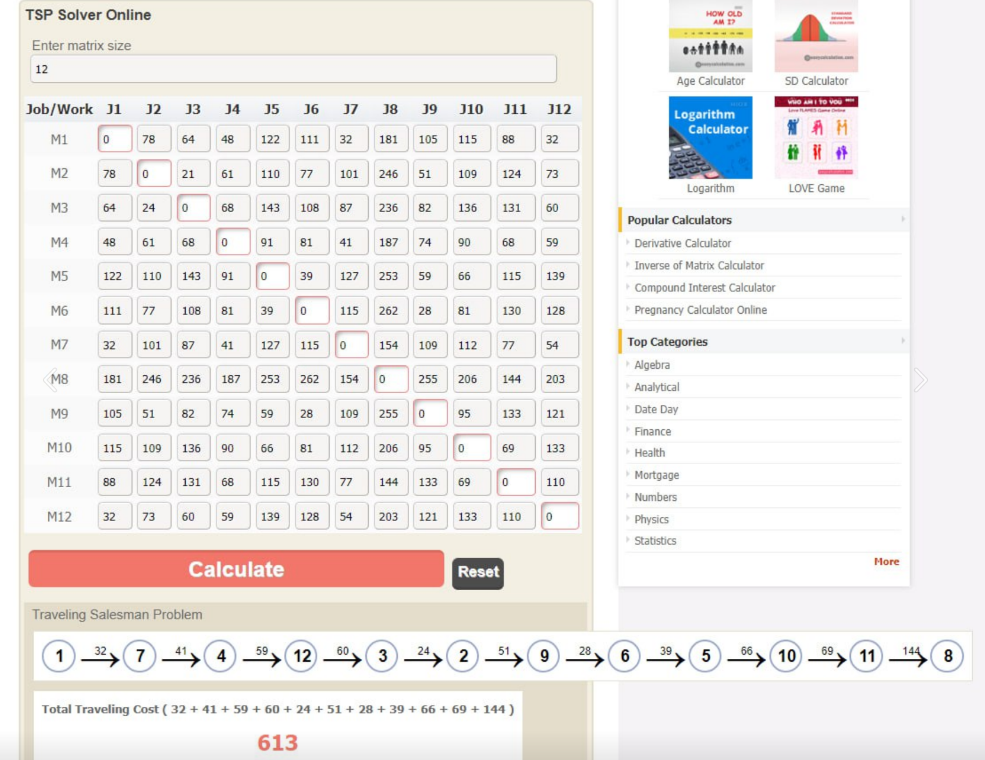 TSP Solver Online
Enter matrix size
12
Job/Work J1 J2 J3 J4 J5 J6 J7 J8 J9 J10 J11 J12
M1 0 78 64 48 122 111 32 181 105 115 88 32
M2 78 0 21 61 110 77 101 246 51 109 124 73
M3 64 24 0 68 143 108 87 236 82 136 131 60
M4 48 61 68 0 91 81 41 187 74 90 68 59
M5 122 110 143 91 0 39 127 253 59 66 115 139
M6 111 77 108 81 39 0 115 262 28 81 130 128
M7 32 101 87 41 127 115 0 154 109 112 77 54
M8 181 246 236 187 253 262 154 0 255 206 144 203
M9 105 51 82 74 59 28 109 255 0 95 133 121
M10 115 109 136 90 66 81 112 206 95 0 69 133
M11 88 124 131 68 115 130 77 144 133 69 0 110
M12 32 73 60 59 139 128 54 203 121 133 110 0
Calculate Reset
Traveling Salesman Problem
1 32 7 41 4 59 12 60 3 24 2 51 9 28 6 39 5 66 10 69 11 144 8
Total Traveling Cost ( 32 + 41 + 59 + 60 + 24 + 51 + 28 + 39 + 66 + 69 + 144 )
613
HOW OLD
AM I?
Age Calculator SD Calculator
Logarithm
Calculator
WHO AM I TO YOU
Love FLAMES Game Online
Logarithm LOVE Game
Popular Calculators
Derivative Calculator
Inverse of Matrix Calculator
Compound Interest Calculator
Pregnancy Calculator Online
Top Categories
Algebra
Analytical
Date Day
Finance
Health
Mortgage
Numbers
Physics
Statistics
More